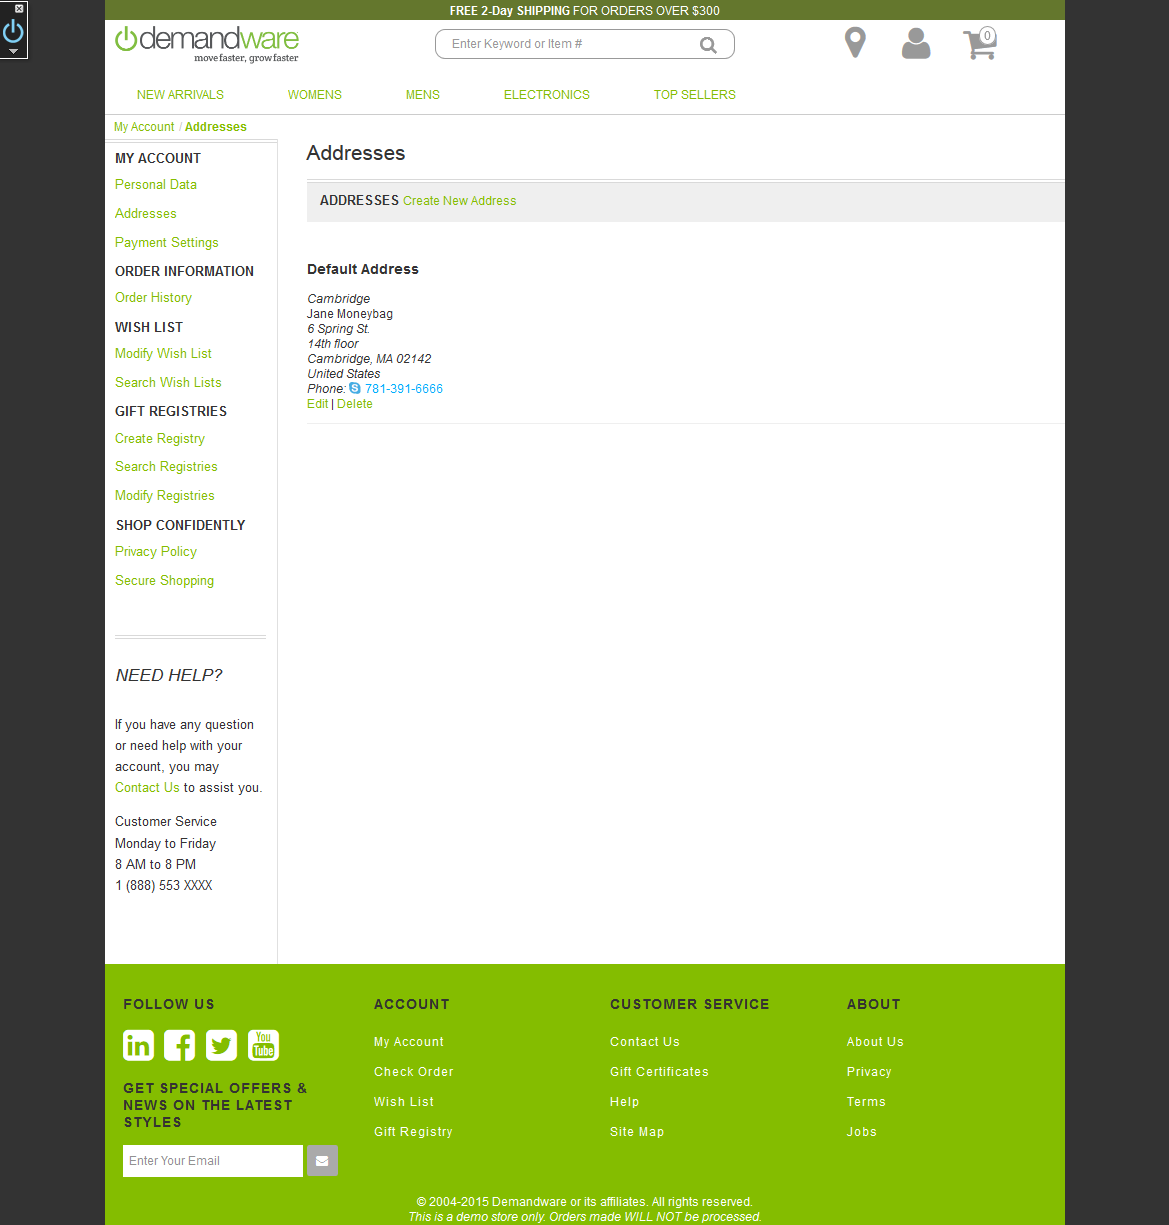 FREE 2-Day SHIPPING FOR ORDERS OVER $300
demandware
move faster, grow faster
Enter Keyword or Item #
0
NEW ARRIVALS WOMENS MENS ELECTRONICS TOP SELLERS
My Account / Addresses
MY ACCOUNT
Personal Data
Addresses
Payment Settings
ORDER INFORMATION
Order History
WISH LIST
Modify Wish List
Search Wish Lists
GIFT REGISTRIES
Create Registry
Search Registries
Modify Registries
SHOP CONFIDENTLY
Privacy Policy
Secure Shopping
NEED HELP?
If you have any question
or need help with your
account, you may
Contact Us to assist you.
Customer Service
Monday to Friday
8 AM to 8 PM
1 (888) 553 XXXX
Addresses
ADDRESSES Create New Address
Default Address
Cambridge
Jane Moneybag
6 Spring St.
14th floor
Cambridge, MA 02142
United States
Phone: 781-391-6666
Edit | Delete
FOLLOW US
in f You Tube
GET SPECIAL OFFERS &
NEWS ON THE LATEST
STYLES
Enter Your Email
ACCOUNT
My Account
Check Order
Wish List
Gift Registry
CUSTOMER SERVICE
Contact Us
Gift Certificates
Help
Site Map
ABOUT
About Us
Privacy
Terms
Jobs
© 2004-2015 Demandware or its affiliates. All rights reserved.
This is a demo store only. Orders made WILL NOT be processed.